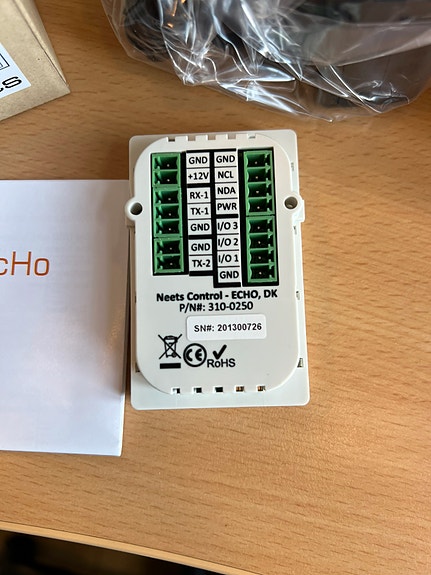 GND GND
+12V NCL
RX-1 NDA
TX-1 PWR
GND I/O 3
GND I/O 2
TX-2 I/O 1
GND
Neets Control - ECHO, DK
P/N#: 310-0250
SN#: 201300726
CE
RoHS
cHo